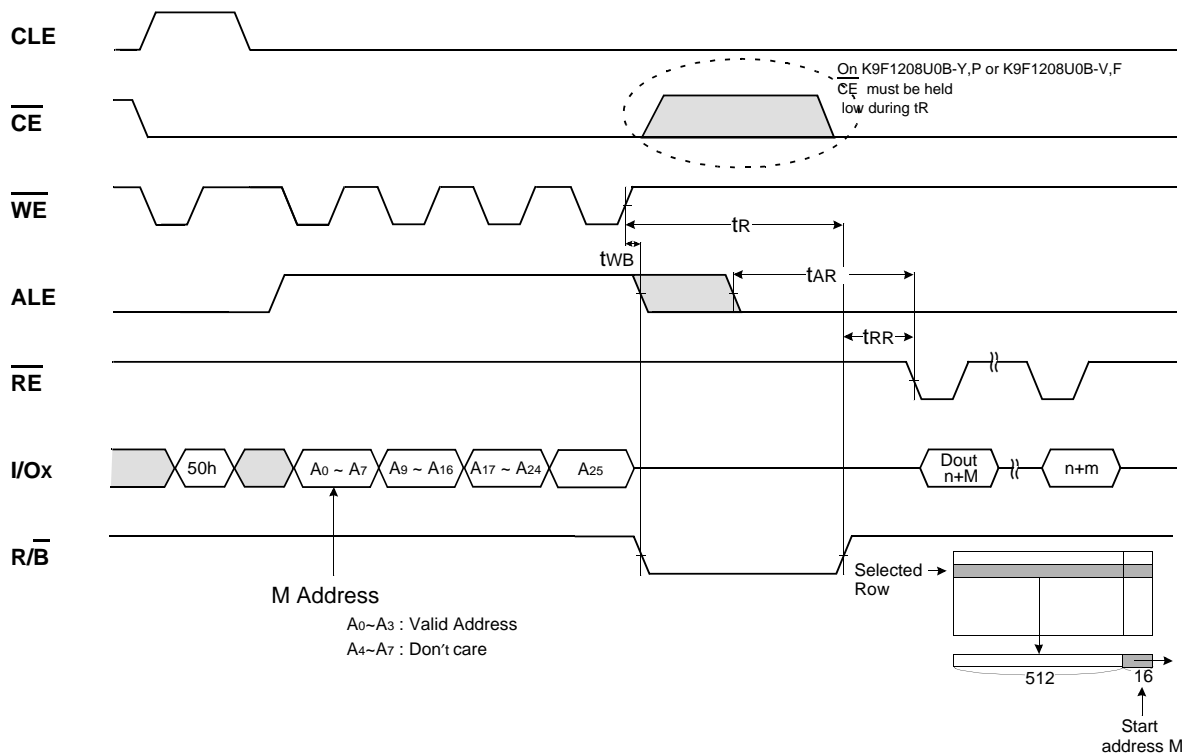 CLE
On K9F1208U0B-Y,P or K9F1208U0B-V,F
CE must be held
low during tR
CE
WE
tR
tWB
ALE
tAR
tRR
RE
I/Ox
50h
A0 ~ A7
A9 ~ A16
A17 ~ A24
A25
Dout
n+M
n+m
R/B
M Address
A0~A3 : Valid Address
A4~A7 : Don't care
Selected
Row
512
16
Start
address M